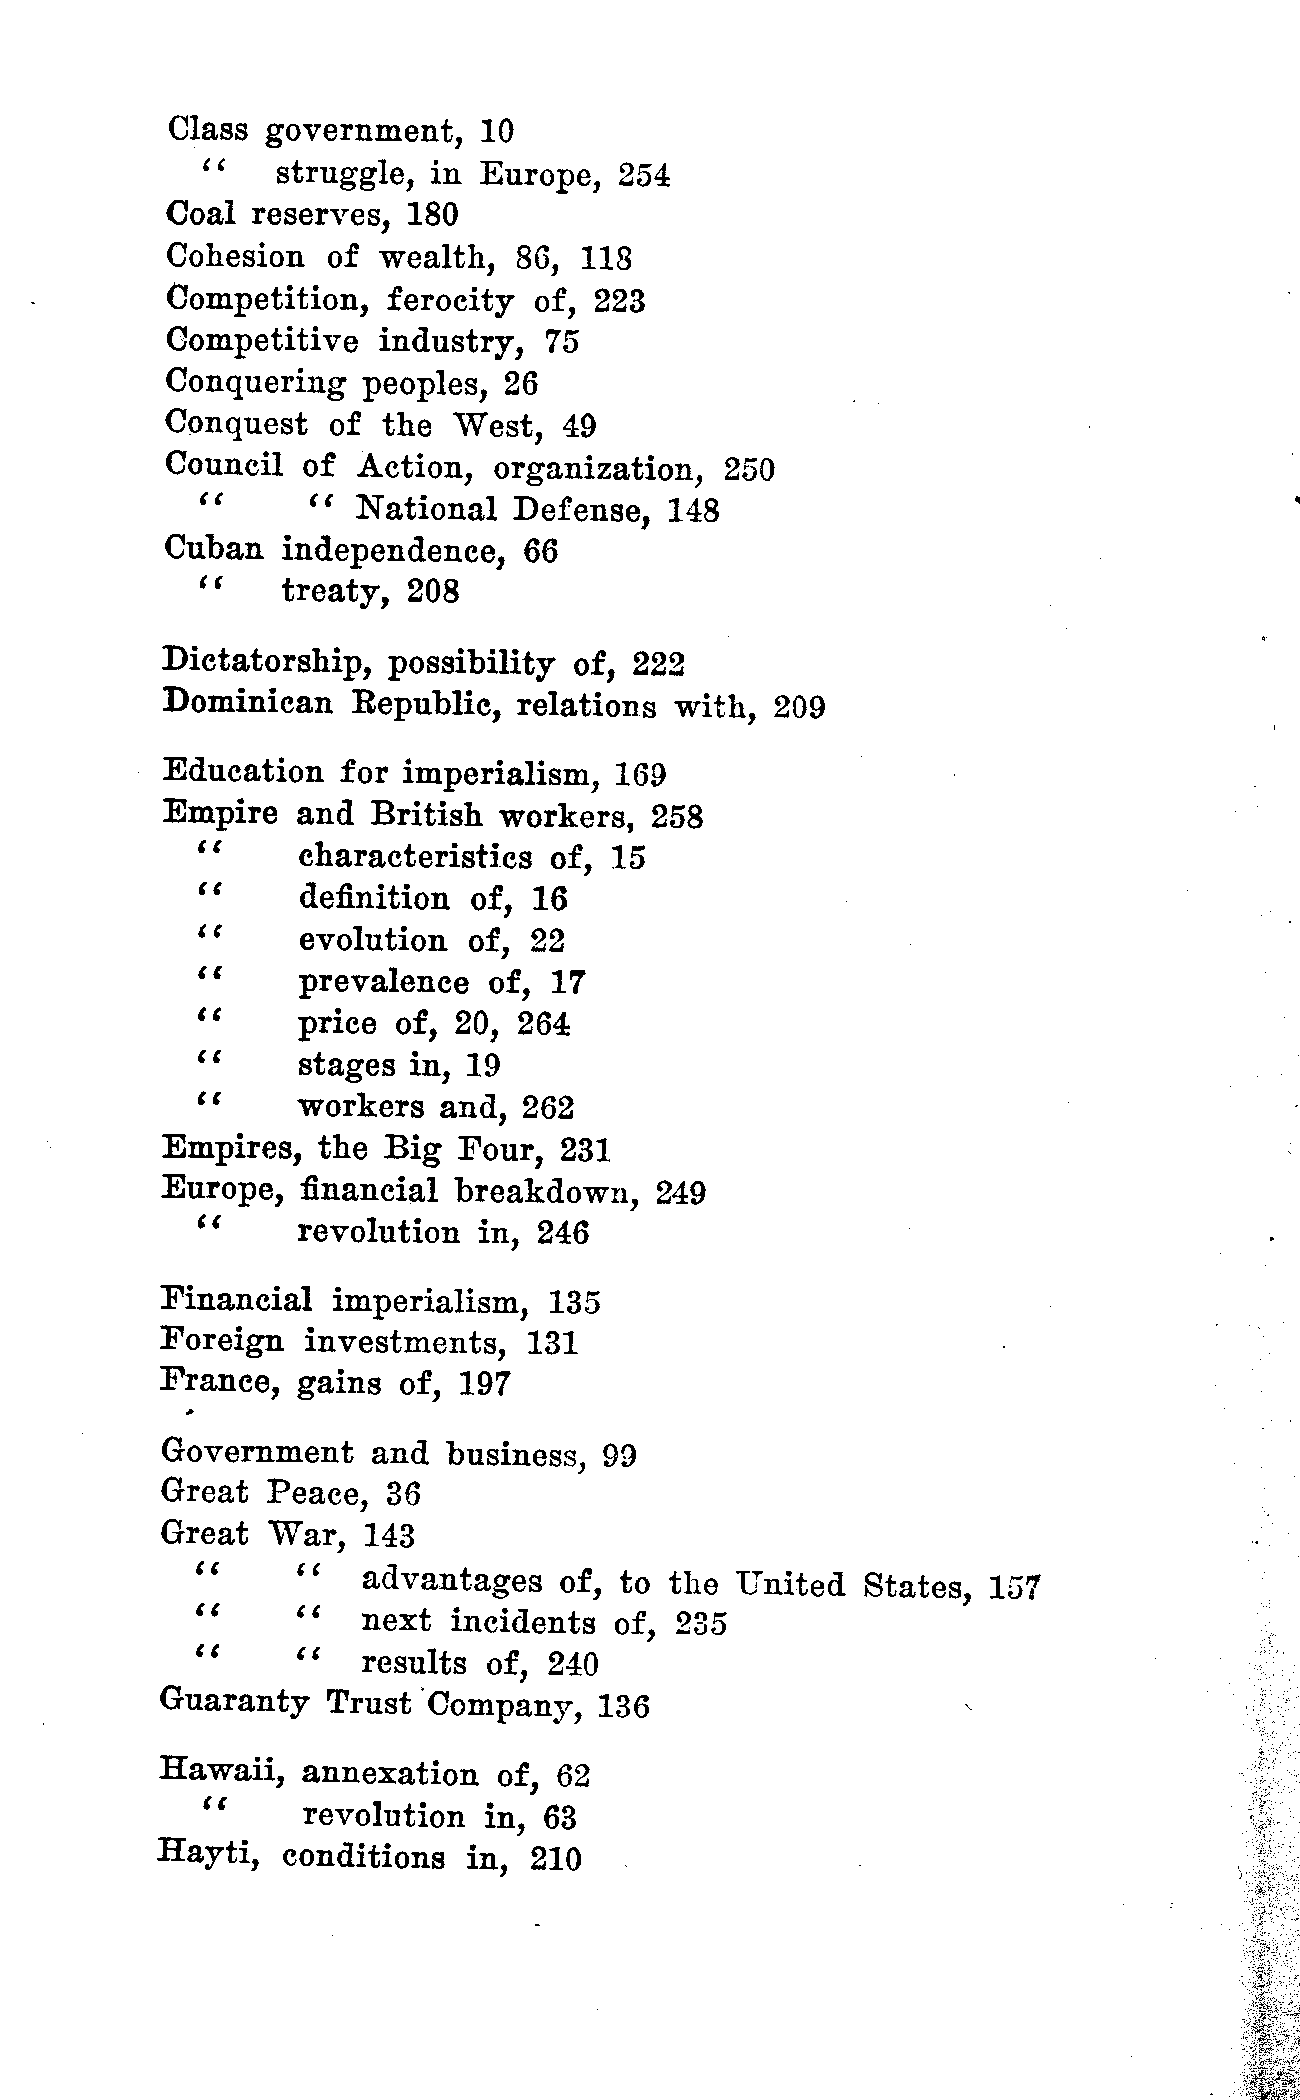 Class government, 10
“ struggle, in Europe, 254
Coal reserves, 180
Cohesion of wealth, 86, 118
Competition, ferocity of, 223
Competitive industry, 75
Conquering peoples, 26
Conquest of the West, 49
Council of Action, organization, 250
“ “ National Defense, 148
Cuban independence, 66
“ treaty, 208
Dictatorship, possibility of, 222
Dominican Republic, relations with, 209
Education for imperialism, 169
Empire and British workers, 258
“ characteristics of, 15
“ definition of, 16
“ evolution of, 22
“ prevalence of, 17
“ price of, 20, 264
“ stages in, 19
“ workers and, 262
Empires, the Big Four, 231
Europe, financial breakdown, 249
“ revolution in, 246
Financial imperialism, 135
Foreign investments, 131
France, gains of, 197
Government and business, 99
Great Peace, 36
Great War, 143
“ “ advantages of, to the United States, 157
“ “ next incidents of, 235
“ “ results of, 240
Guaranty Trust Company, 136
Hawaii, annexation of, 62
“ revolution in, 63
Hayti, conditions in, 210